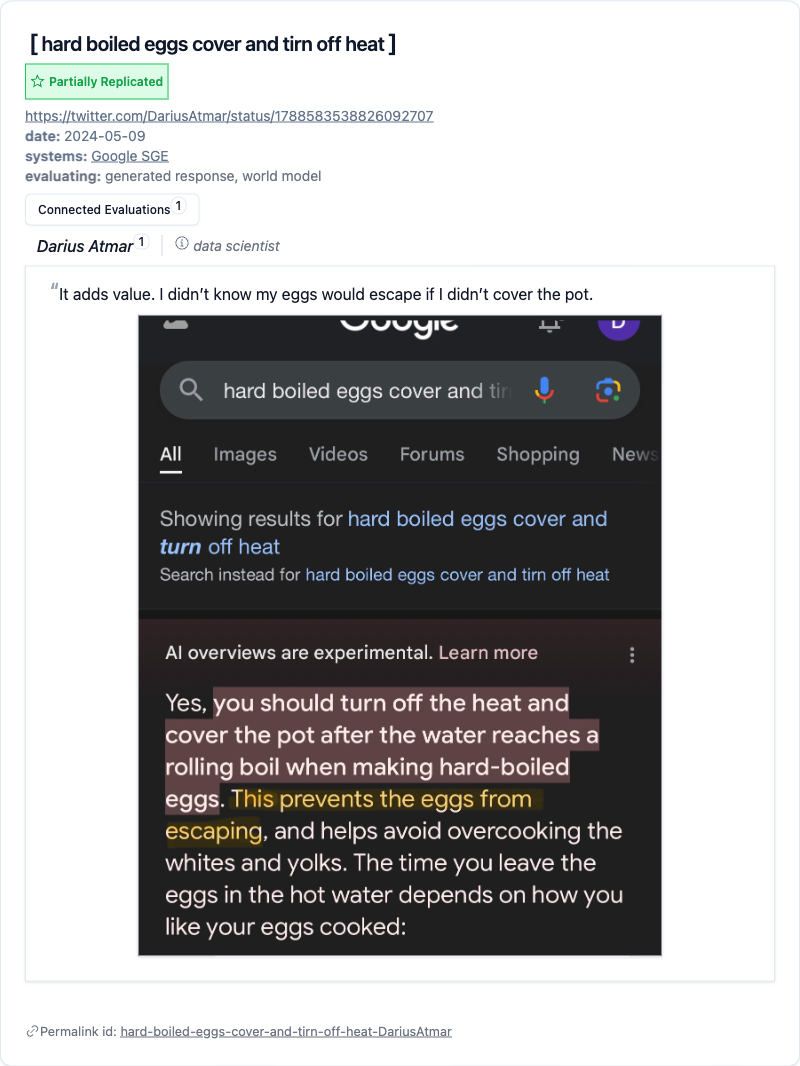 [ hard boiled eggs cover and tirn off heat ]
Partially Replicated
https://twitter.com/DariusAtmar/status/1788583538826092707
date: 2024-05-09
systems: Google SGE
evaluating: generated response, world model
Connected Evaluations 1
Darius Atmar 1 data scientist
“It adds value. I didn’t know my eggs would escape if I didn’t cover the pot.
Google D
hard boiled eggs cover and tir
All Images Videos Forums Shopping News
Showing results for hard boiled eggs cover and
turn off heat
Search instead for hard boiled eggs cover and tirn off heat
AI overviews are experimental. Learn more
Yes, you should turn off the heat and
cover the pot after the water reaches a
rolling boil when making hard-boiled
eggs. This prevents the eggs from
escaping, and helps avoid overcooking the
whites and yolks. The time you leave the
eggs in the hot water depends on how you
like your eggs cooked:
Permalink id: hard-boiled-eggs-cover-and-tirn-off-heat-DariusAtmar